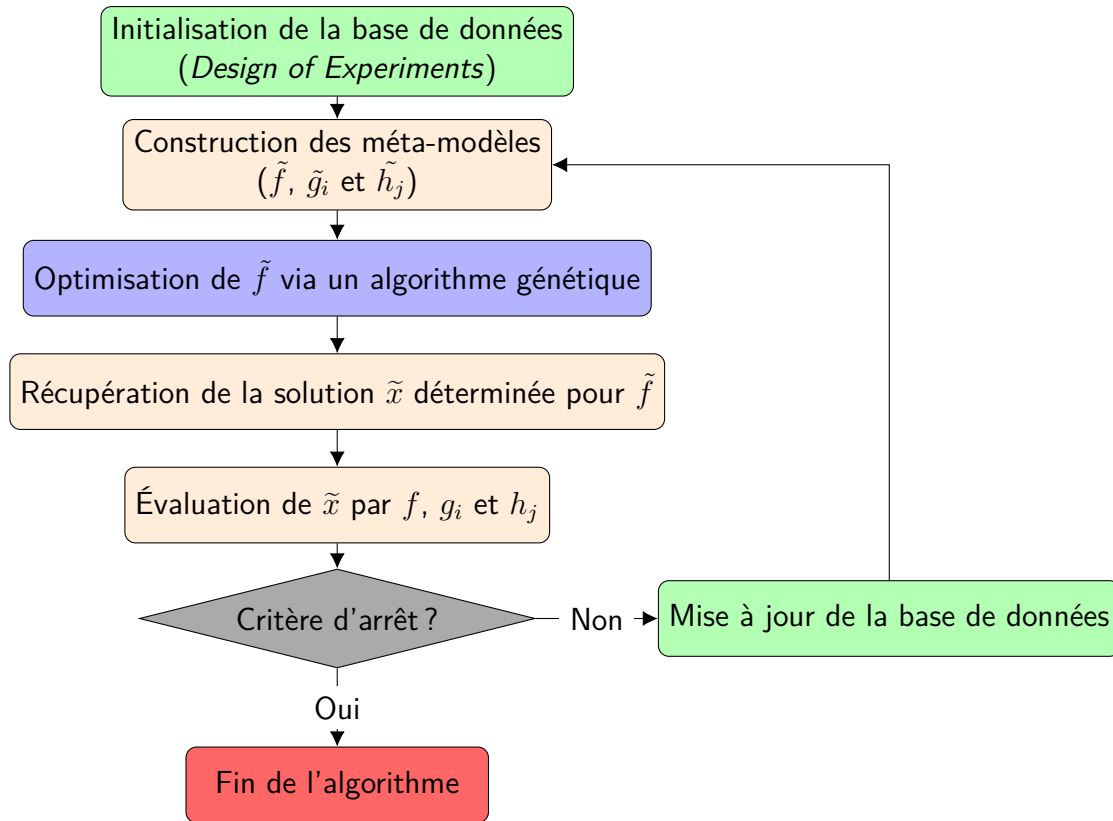 Initialisation de la base de données
(Design of Experiments)
Construction des méta-modèles
(f̃, g̃ᵢ et h̃ⱼ)
Optimisation de f̃ via un algorithme génétique
Récupération de la solution x̃ déterminée pour f̃
Évaluation de x̃ par f, gᵢ et hⱼ
Critère d'arrêt ?
Non
Mise à jour de la base de données
Oui
Fin de l'algorithme